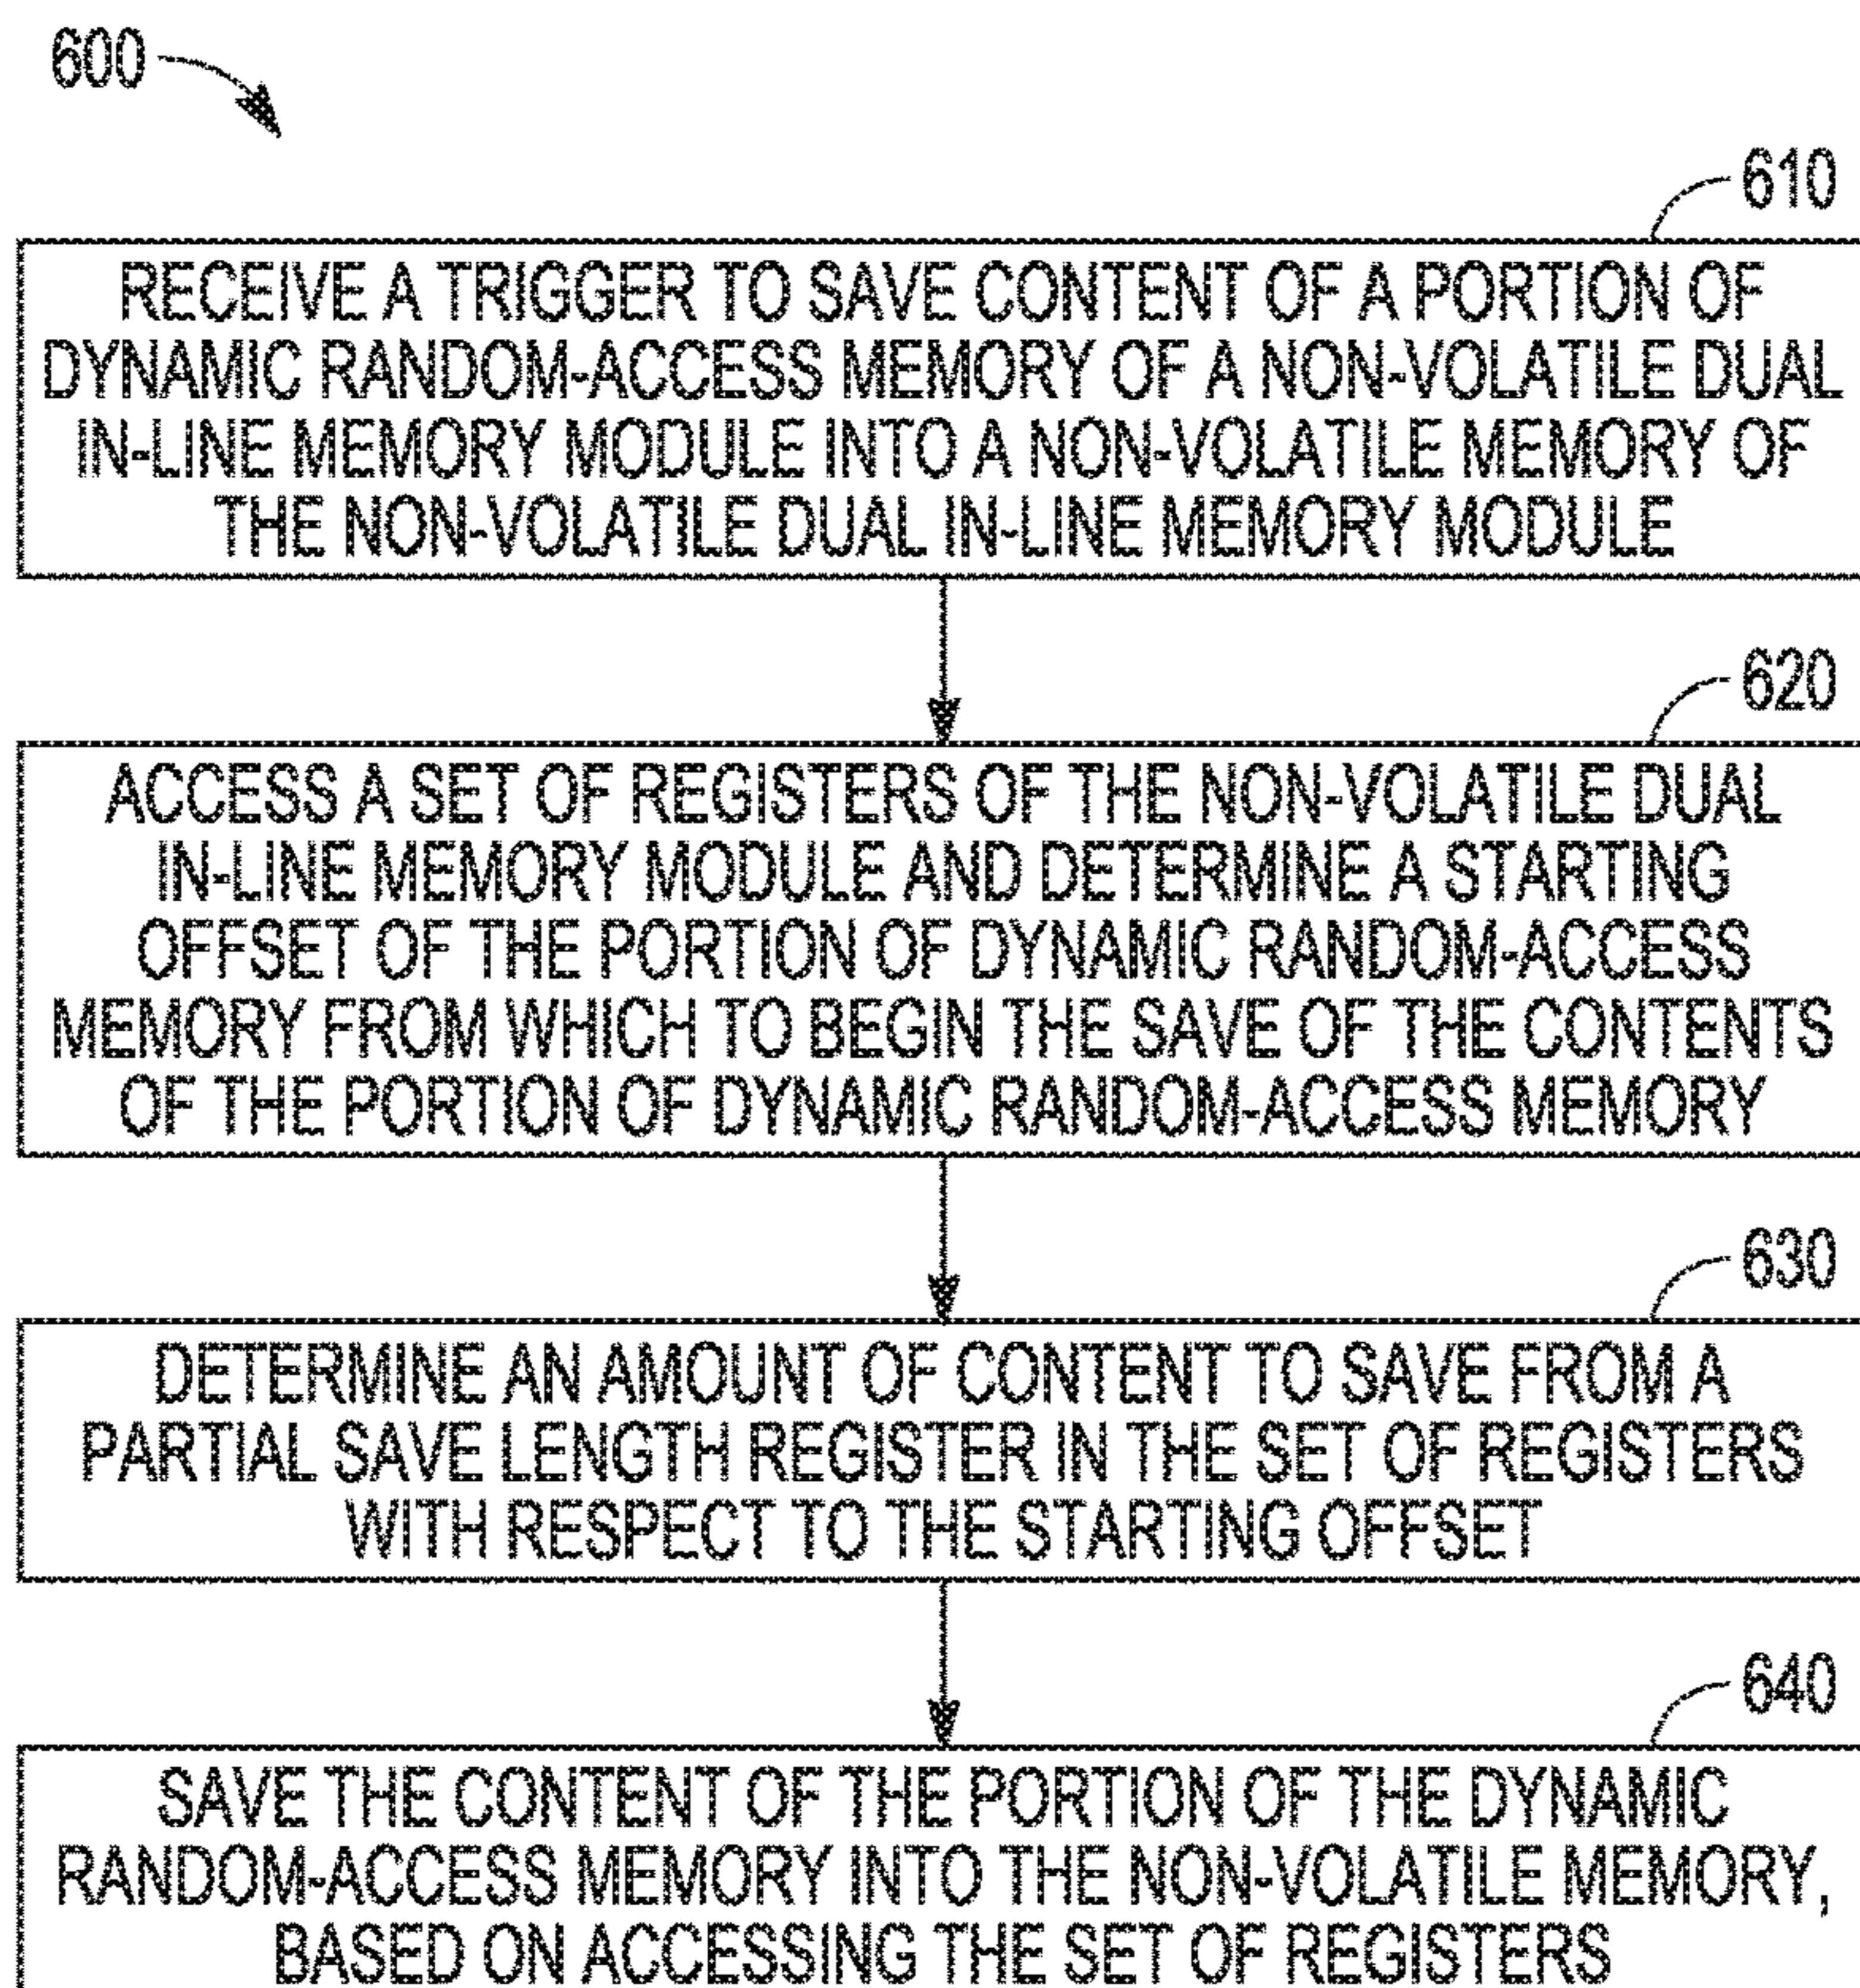 600
610
RECEIVE A TRIGGER TO SAVE CONTENT OF A PORTION OF
DYNAMIC RANDOM-ACCESS MEMORY OF A NON-VOLATILE DUAL
IN-LINE MEMORY MODULE INTO A NON-VOLATILE MEMORY OF
THE NON-VOLATILE DUAL IN-LINE MEMORY MODULE
620
ACCESS A SET OF REGISTERS OF THE NON-VOLATILE DUAL
IN-LINE MEMORY MODULE AND DETERMINE A STARTING
OFFSET OF THE PORTION OF DYNAMIC RANDOM-ACCESS
MEMORY FROM WHICH TO BEGIN THE SAVE OF THE CONTENTS
OF THE PORTION OF DYNAMIC RANDOM-ACCESS MEMORY
630
DETERMINE AN AMOUNT OF CONTENT TO SAVE FROM A
PARTIAL SAVE LENGTH REGISTER IN THE SET OF REGISTERS
WITH RESPECT TO THE STARTING OFFSET
640
SAVE THE CONTENT OF THE PORTION OF THE DYNAMIC
RANDOM-ACCESS MEMORY INTO THE NON-VOLATILE MEMORY,
BASED ON ACCESSING THE SET OF REGISTERS